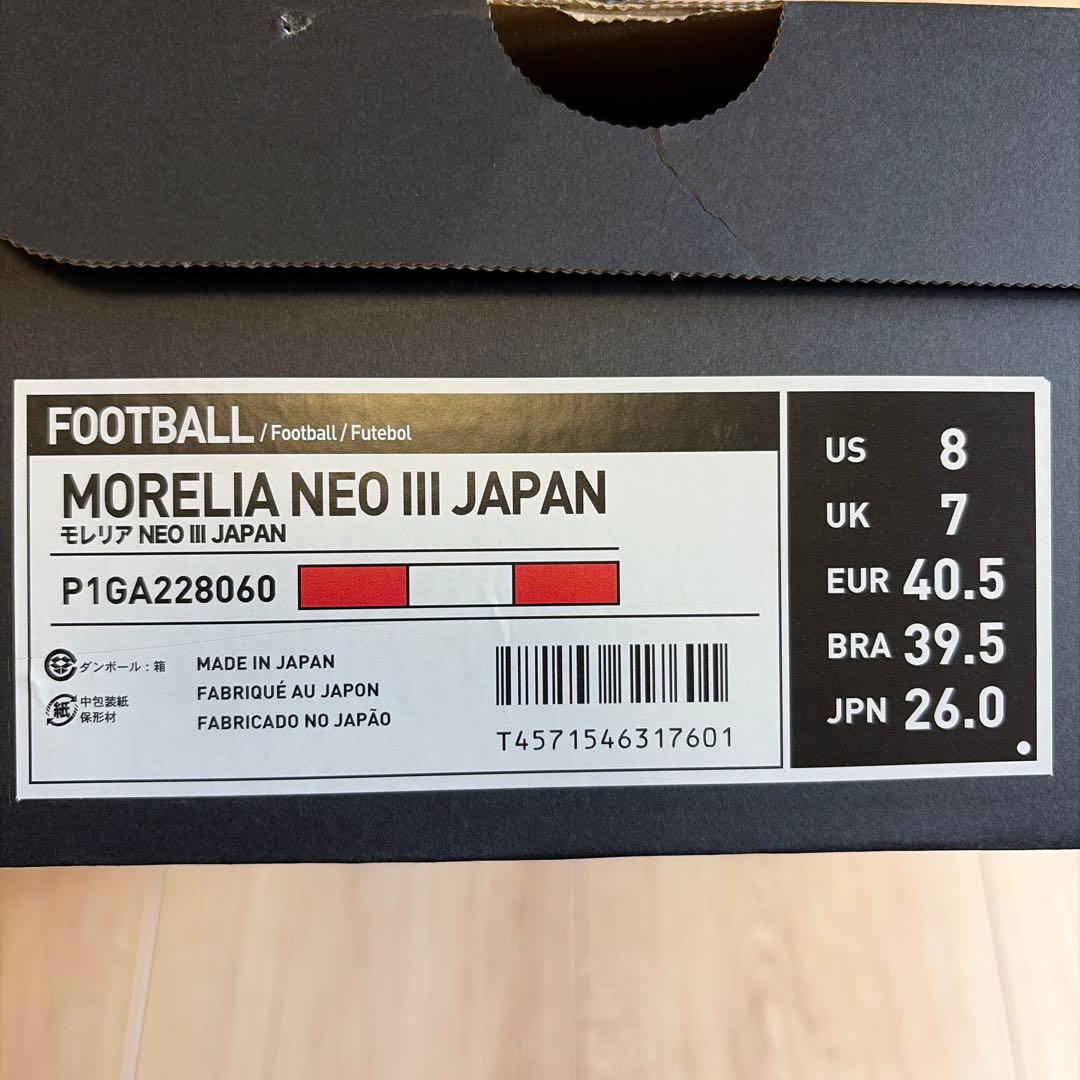 FOOTBALL / Football / Futebol
MORELIA NEO III JAPAN
モレリア NEO III JAPAN
P1GA228060
ダンボール : 箱
紙 中包装紙
保形材
MADE IN JAPAN
FABRIQUÉ AU JAPON
FABRICADO NO JAPÃO
T4571546317601
US 8
UK 7
EUR 40.5
BRA 39.5
JPN 26.0